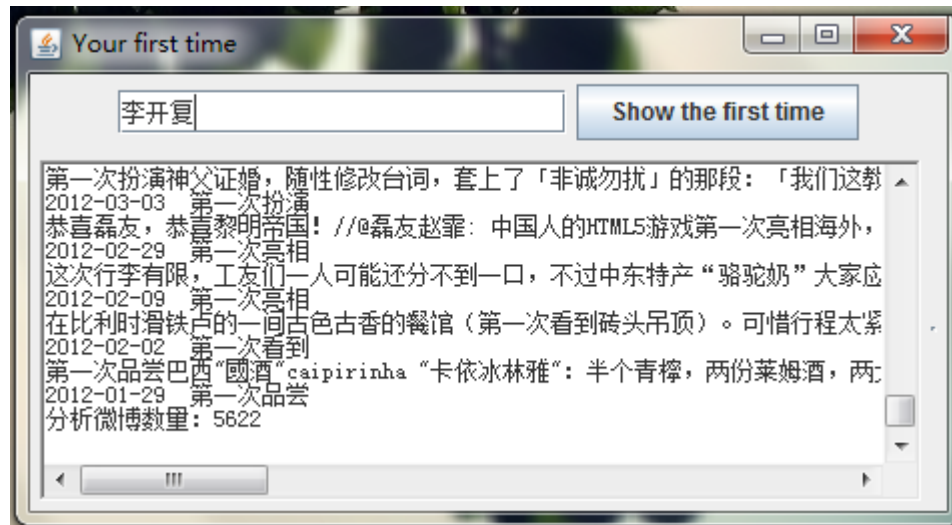 Your first time
李开复
Show the first time
第一次扮演神父证婚，随性修改台词，套上了「非诚勿扰」的那段：「我们这教
2012-03-03  第一次扮演
恭喜磊友，恭喜黎明帝国！//@磊友赵霏: 中国人的HTML5游戏第一次亮相海外，
2012-02-29  第一次亮相
这次行李有限，工友们一人可能还分不到一口，不过中东特产“骆驼奶”大家应
2012-02-09  第一次亮相
在比利时滑铁卢的一间古色古香的餐馆（第一次看到砖头吊顶）。可惜行程太紧
2012-02-02  第一次看到
第一次品尝巴西“國酒“caipirinha “卡依冰林雅“: 半个青檸，两份莱姆酒，两
2012-01-29  第一次品尝
分析微博数量: 5622